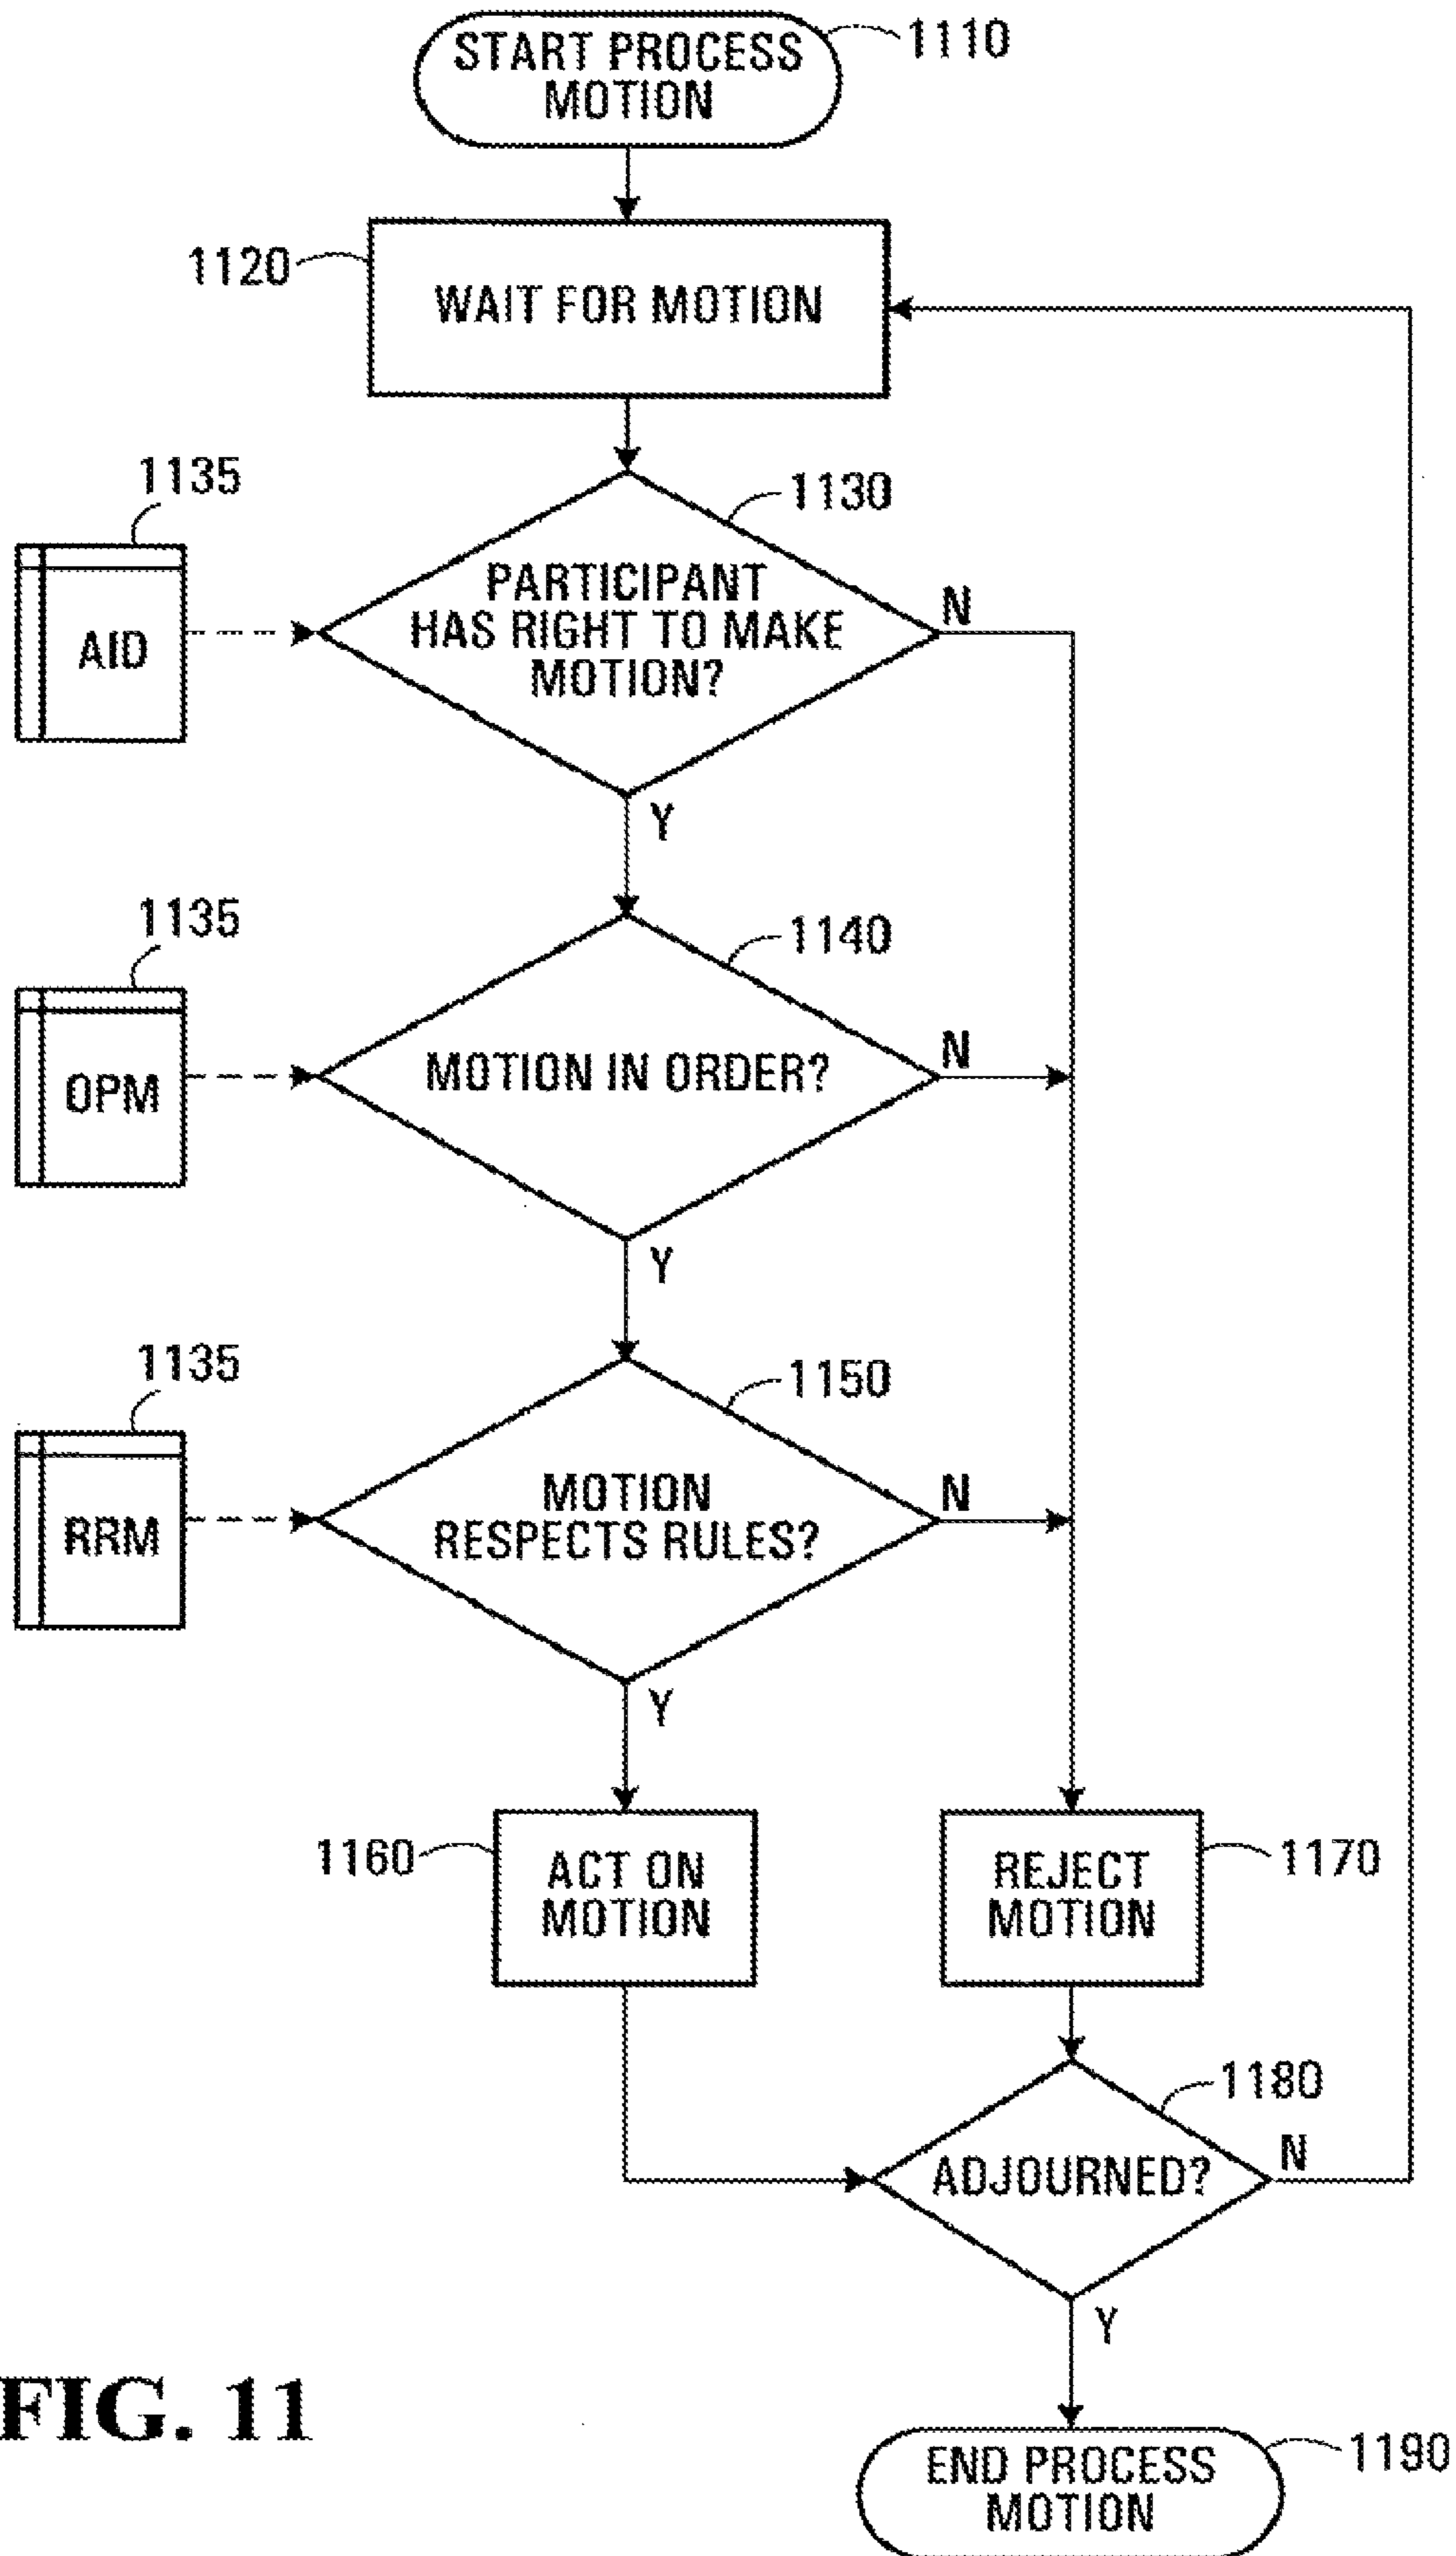 START PROCESS
MOTION
1110
1120
WAIT FOR MOTION
1135
AID
1130
PARTICIPANT
HAS RIGHT TO MAKE
MOTION?
N
Y
1135
OPM
1140
MOTION IN ORDER?
N
Y
1135
RRM
1150
MOTION
RESPECTS RULES?
N
Y
1160
ACT ON
MOTION
REJECT
MOTION
1170
1180
ADJOURNED?
N
Y
FIG. 11
END PROCESS
MOTION
1190